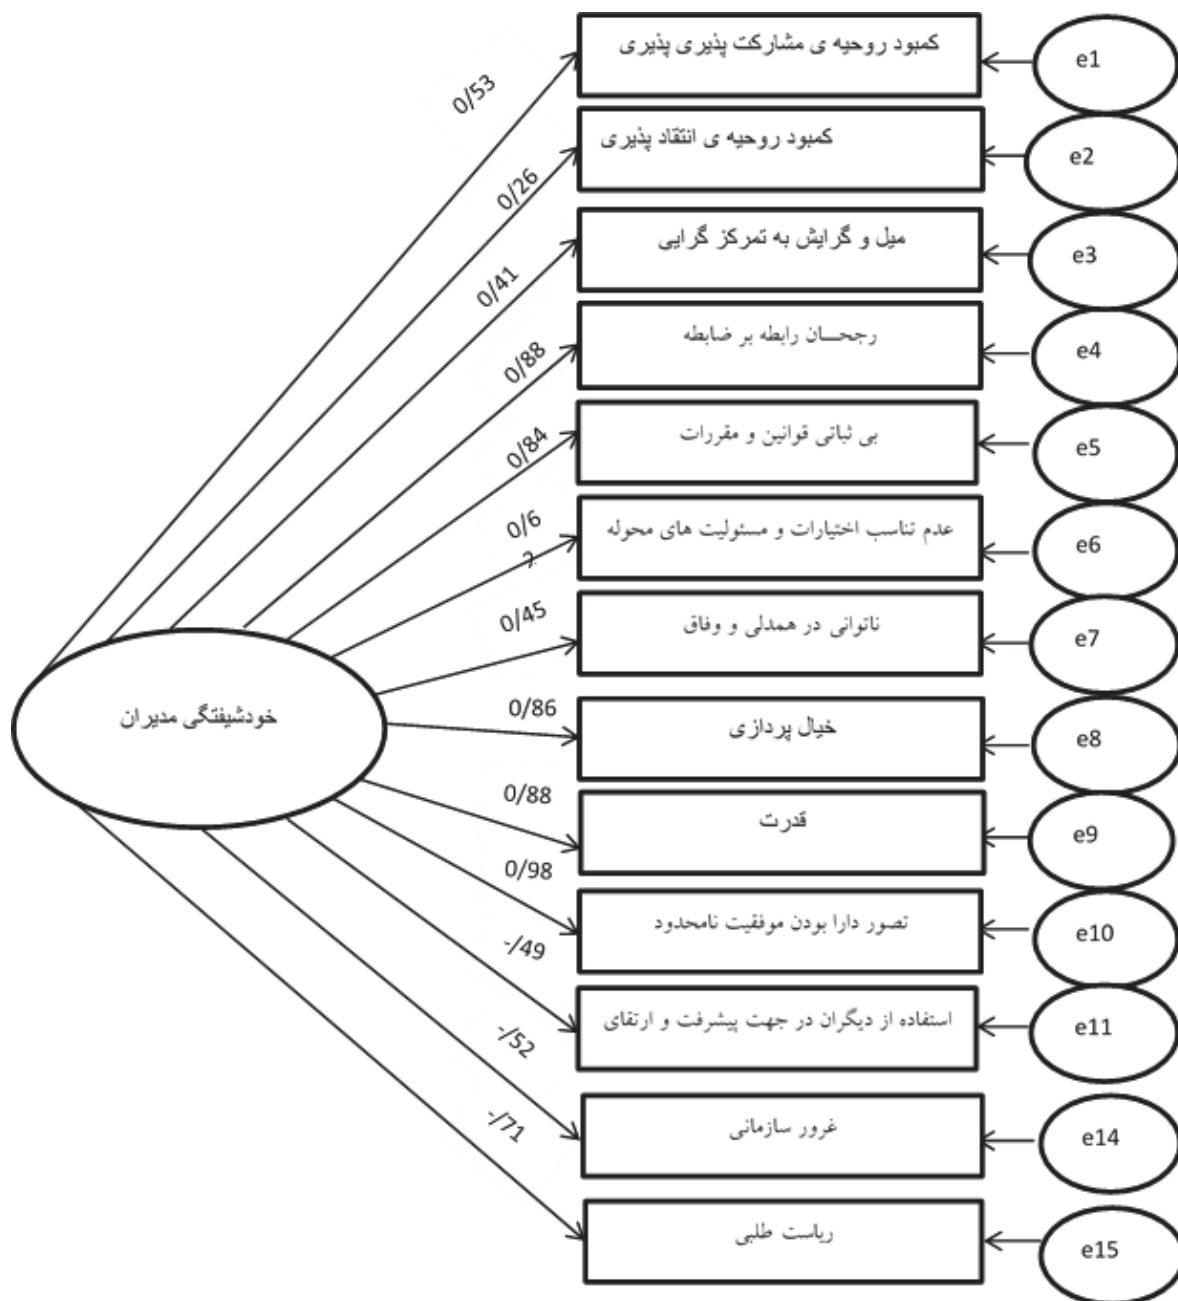 کمبود روحیه ی مشارکت پذیری پذیری
e1
0/53
کمبود روحیه ی انتقاد پذیری
e2
0/26
میل و گرایش به تمرکز گرایی
e3
0/41
رجحــان رابطه بر ضابطه
e4
0/88
بی ثباتی قوانین و مقررات
e5
0/84
عدم تناسب اختیارات و مسئولیت های محوله
e6
0/6
ناتوانی در همدلی و وفاق
e7
0/45
خودشیفتگی مدیران
خیال پردازی
e8
0/86
قدرت
e9
0/88
تصور دارا بودن موفقیت نامحدود
e10
0/98
استفاده از دیگران در جهت پیشرفت و ارتقای
e11
-/49
غرور سازمانی
e14
-/52
ریاست طلبی
e15
-/71